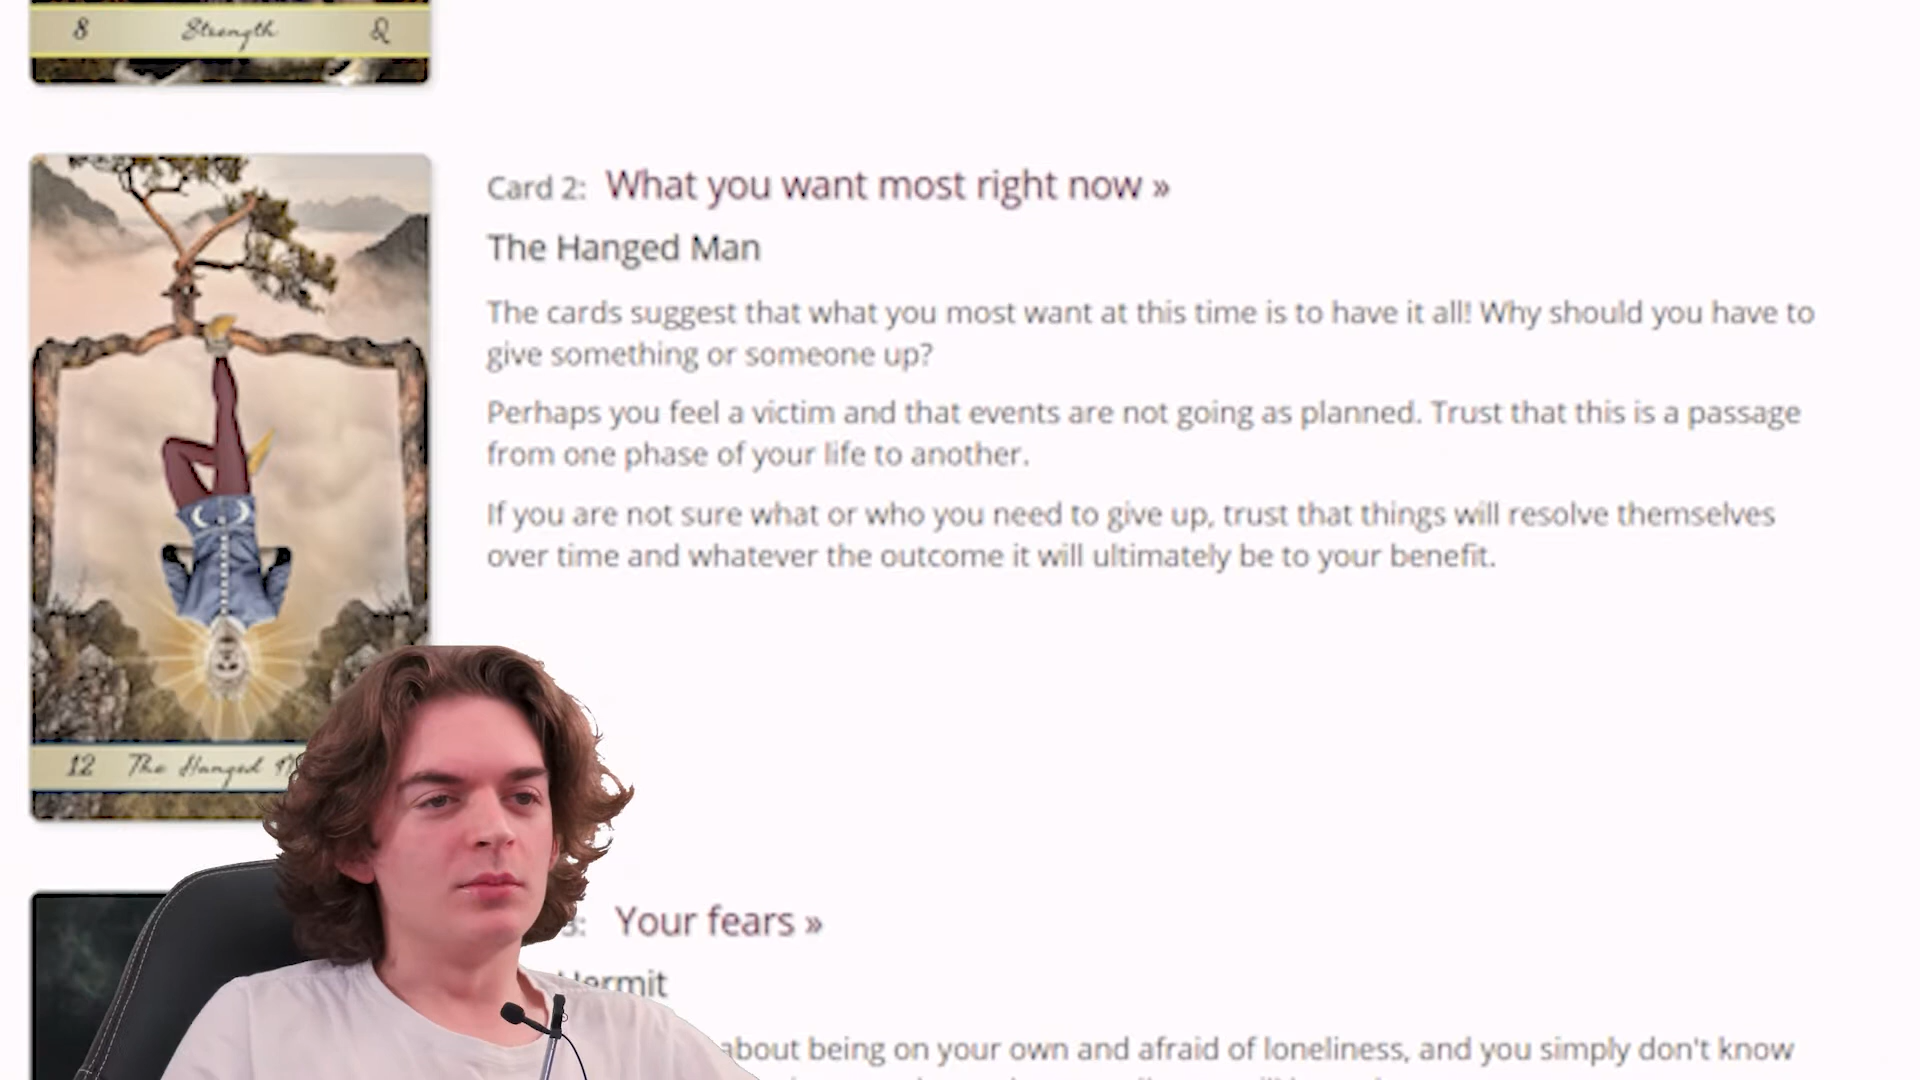 8 Strength
Card 2: What you want most right now »
The Hanged Man
The cards suggest that what you most want at this time is to have it all! Why should you have to
give something or someone up?
Perhaps you feel a victim and that events are not going as planned. Trust that this is a passage
from one phase of your life to another.
If you are not sure what or who you need to give up, trust that things will resolve themselves
over time and whatever the outcome it will ultimately be to your benefit.
12 The Hanged
Your fears »
Hermit
about being on your own and afraid of loneliness, and you simply don't know